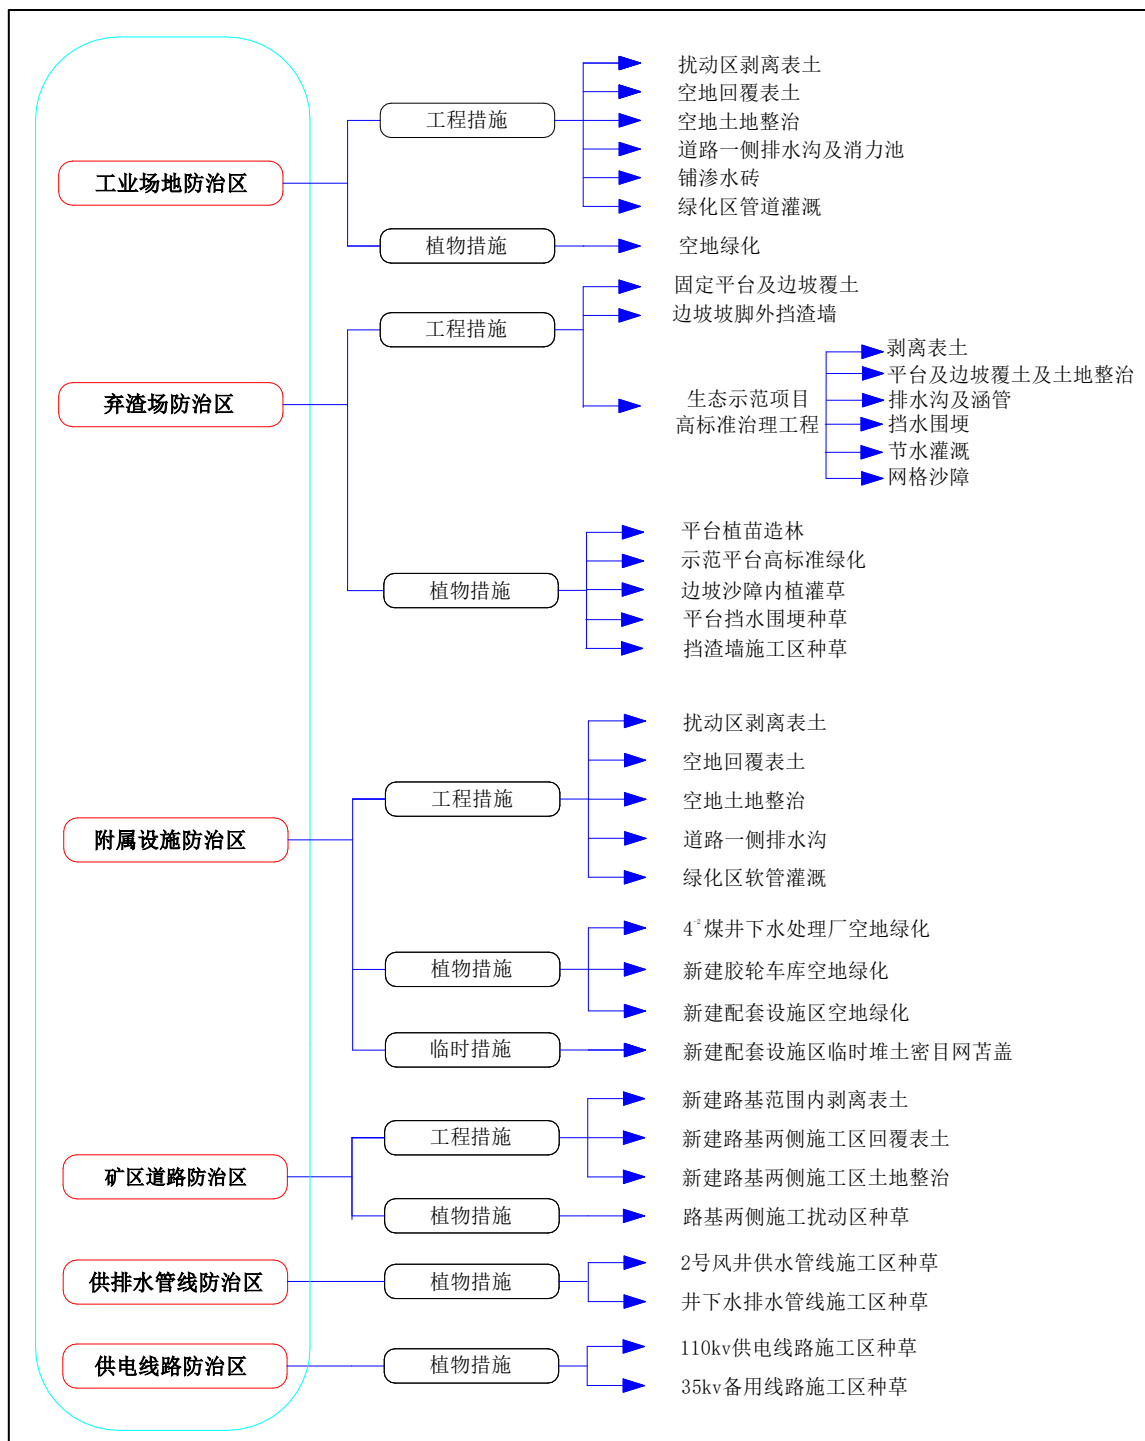 工业场地防治区
工程措施
扰动区剥离表土
空地回覆表土
空地土地整治
道路一侧排水沟及消力池
铺渗水砖
绿化区管道灌溉
植物措施
空地绿化
弃渣场防治区
工程措施
固定平台及边坡覆土
边坡坡脚外挡渣墙
生态示范项目
高标准治理工程
剥离表土
平台及边坡覆土及土地整治
排水沟及涵管
挡水围埂
节水灌溉
网格沙障
植物措施
平台植苗造林
示范平台高标准绿化
边坡沙障内植灌草
平台挡水围埂种草
挡渣墙施工区种草
附属设施防治区
工程措施
扰动区剥离表土
空地回覆表土
空地土地整治
道路一侧排水沟
绿化区软管灌溉
植物措施
4⁻²煤井下水处理厂空地绿化
新建胶轮车库空地绿化
新建配套设施区空地绿化
临时措施
新建配套设施区临时堆土密目网苫盖
矿区道路防治区
工程措施
新建路基范围内剥离表土
新建路基两侧施工区回覆表土
新建路基两侧施工区土地整治
植物措施
路基两侧施工扰动区种草
供排水管线防治区
植物措施
2号风井供水管线施工区种草
井下水排水管线施工区种草
供电线路防治区
植物措施
110kv供电线路施工区种草
35kv备用线路施工区种草